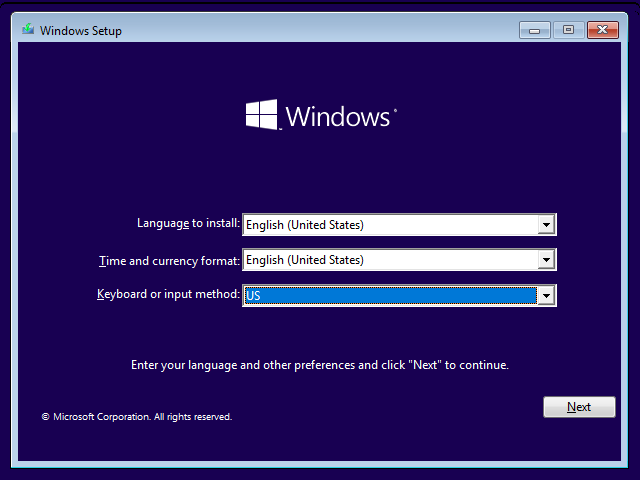 Windows Setup
Windows
Language to install: English (United States)
Time and currency format: English (United States)
Keyboard or input method: US
Enter your language and other preferences and click "Next" to continue.
Next
© Microsoft Corporation. All rights reserved.